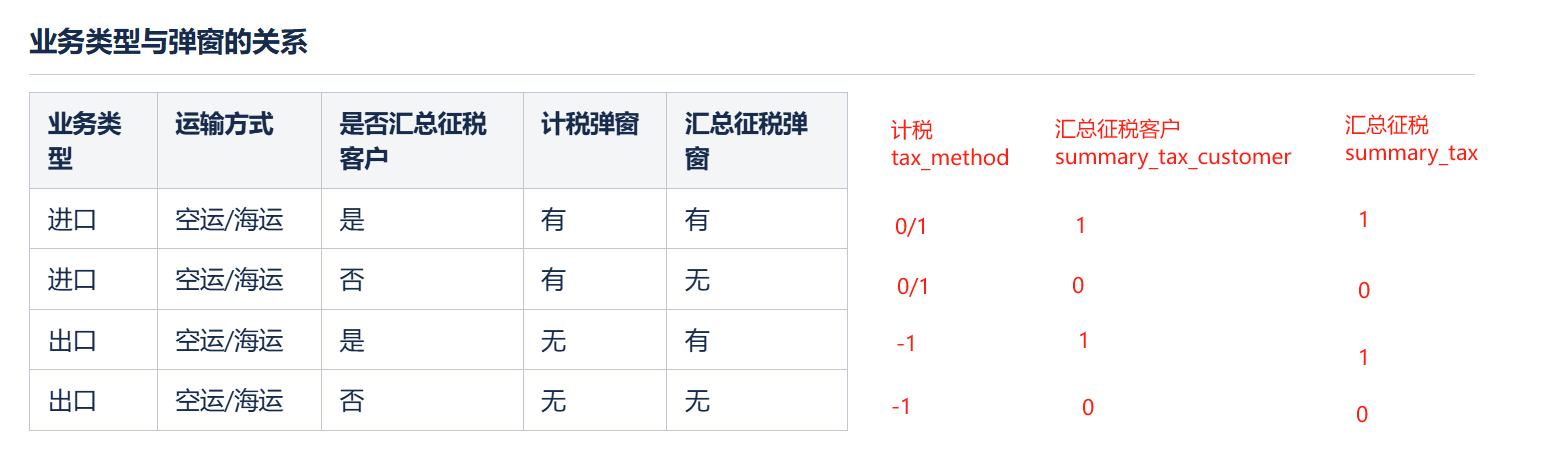 业务类型与弹窗的关系
业务类
型
运输方式
是否汇总征税
客户
计税弹窗
汇总征税弹
窗
计税
tax_method
汇总征税客户
summary_tax_customer
汇总征税
summary_tax
进口
空运/海运
是
有
有
0/1
1
1
进口
空运/海运
否
有
无
0/1
0
0
出口
空运/海运
是
无
有
-1
1
1
出口
空运/海运
否
无
无
-1
0
0